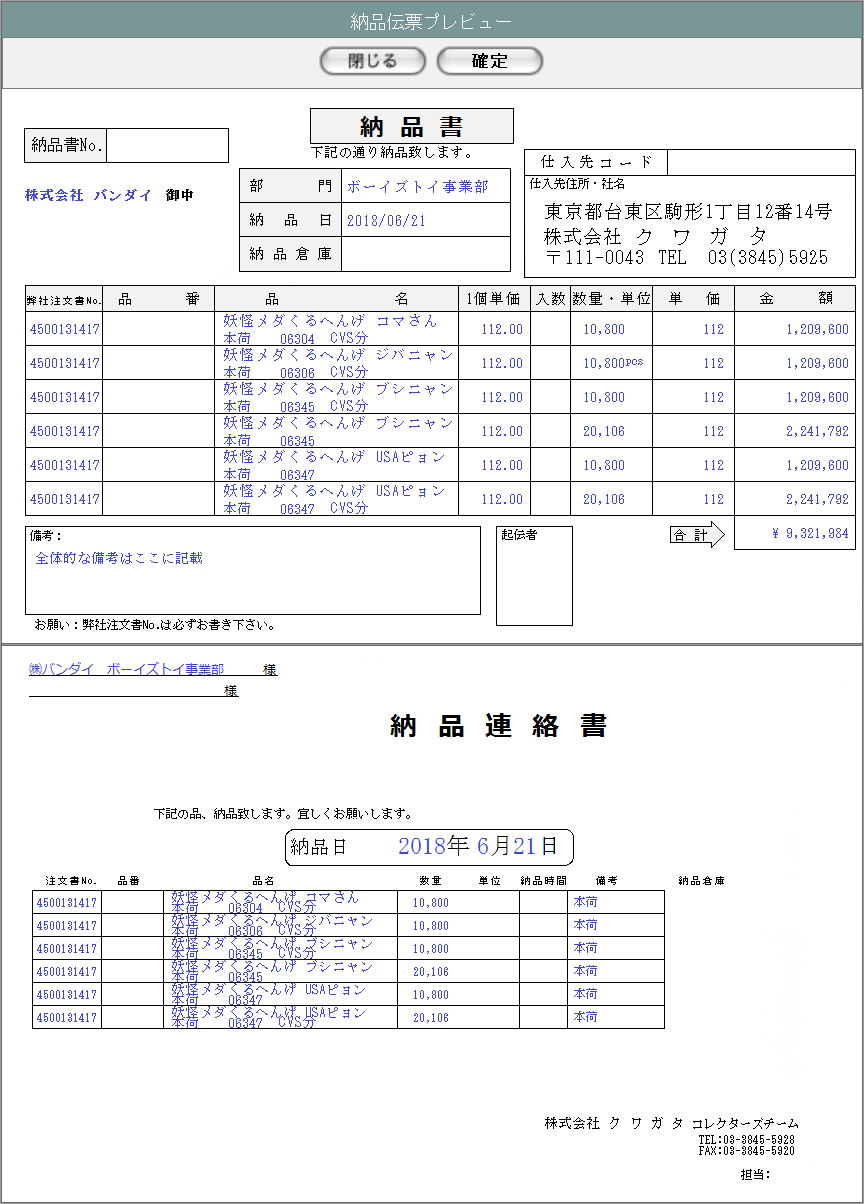 納品伝票プレビュー
閉じる 確定
納品書
下記の通り納品致します。
納品書No.
株式会社 バンダイ 御中
部門 ボーイズトイ事業部
納品日 2018/06/21
納品倉庫
仕入先コード
仕入先住所・社名
東京都台東区駒形1丁目12番14号
株式会社 ク ワ ガ タ
〒111-0043 TEL 03(3845)5925
弊社注文書No. 品番 品名 1個単価 入数 数量・単位 単価 金額
4500131417 妖怪メダくるへんげ コマさん 112.00 10,800 112 1,209,600
本荷 06304 CVS分
4500131417 妖怪メダくるへんげ ジバニャン 112.00 10,800PCS 112 1,209,600
本荷 06306 CVS分
4500131417 妖怪メダくるへんげ ブシニャン 112.00 10,800 112 1,209,600
本荷 06345 CVS分
4500131417 妖怪メダくるへんげ ブシニャン 112.00 20,106 112 2,241,792
本荷 06345
4500131417 妖怪メダくるへんげ USAピョン 112.00 10,800 112 1,209,600
本荷 06347
4500131417 妖怪メダくるへんげ USAピョン 112.00 20,106 112 2,241,792
本荷 06347 CVS分
備考：
全体的な備考はここに記載
起伝者
合計 ¥ 9,321,984
お願い：弊社注文書No.は必ずお書き下さい。
㈱バンダイ ボーイズトイ事業部 様
様
納品連絡書
下記の品、納品致します。宜しくお願いします。
納品日 2018年 6月21日
注文書No. 品番 品名 数量 単位 納品時間 備考 納品倉庫
4500131417 妖怪メダくるへんげ コマさん 10,800 本荷
本荷 06304 CVS分
4500131417 妖怪メダくるへんげ ジバニャン 10,800 本荷
本荷 06306 CVS分
4500131417 妖怪メダくるへんげ ブシニャン 10,800 本荷
本荷 06345 CVS分
4500131417 妖怪メダくるへんげ ブシニャン 20,106 本荷
本荷 06345
4500131417 妖怪メダくるへんげ USAピョン 10,800 本荷
本荷 06347
4500131417 妖怪メダくるへんげ USAピョン 20,106 本荷
本荷 06347 CVS分
株式会社 ク ワ ガ タ コレクターズチーム
TEL:03-3845-5928
FAX:03-3845-5920
担当: